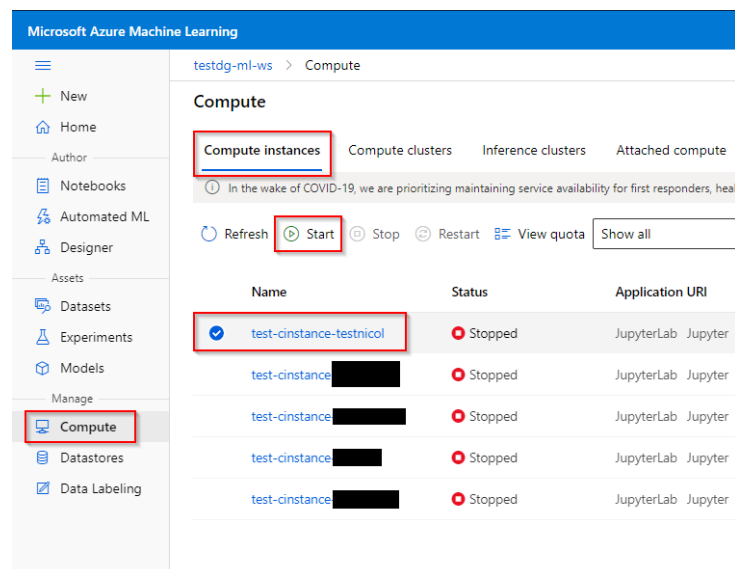 Microsoft Azure Machine Learning
testdg-ml-ws > Compute
New
Home
Author
Notebooks
Automated ML
Designer
Assets
Datasets
Experiments
Models
Manage
Compute
Datastores
Data Labeling
Compute
Compute instances Compute clusters Inference clusters Attached compute
In the wake of COVID-19, we are prioritizing maintaining service availability for first responders,
Refresh Start Stop Restart View quota Show all
Name Status Application URI
test-cinstance-testnicol Stopped JupyterLab Jupyter
test-cinstance Stopped JupyterLab Jupyter
test-cinstance- Stopped JupyterLab Jupyter
test-cinstance Stopped JupyterLab Jupyter
test-cinstance- Stopped JupyterLab Jupyter